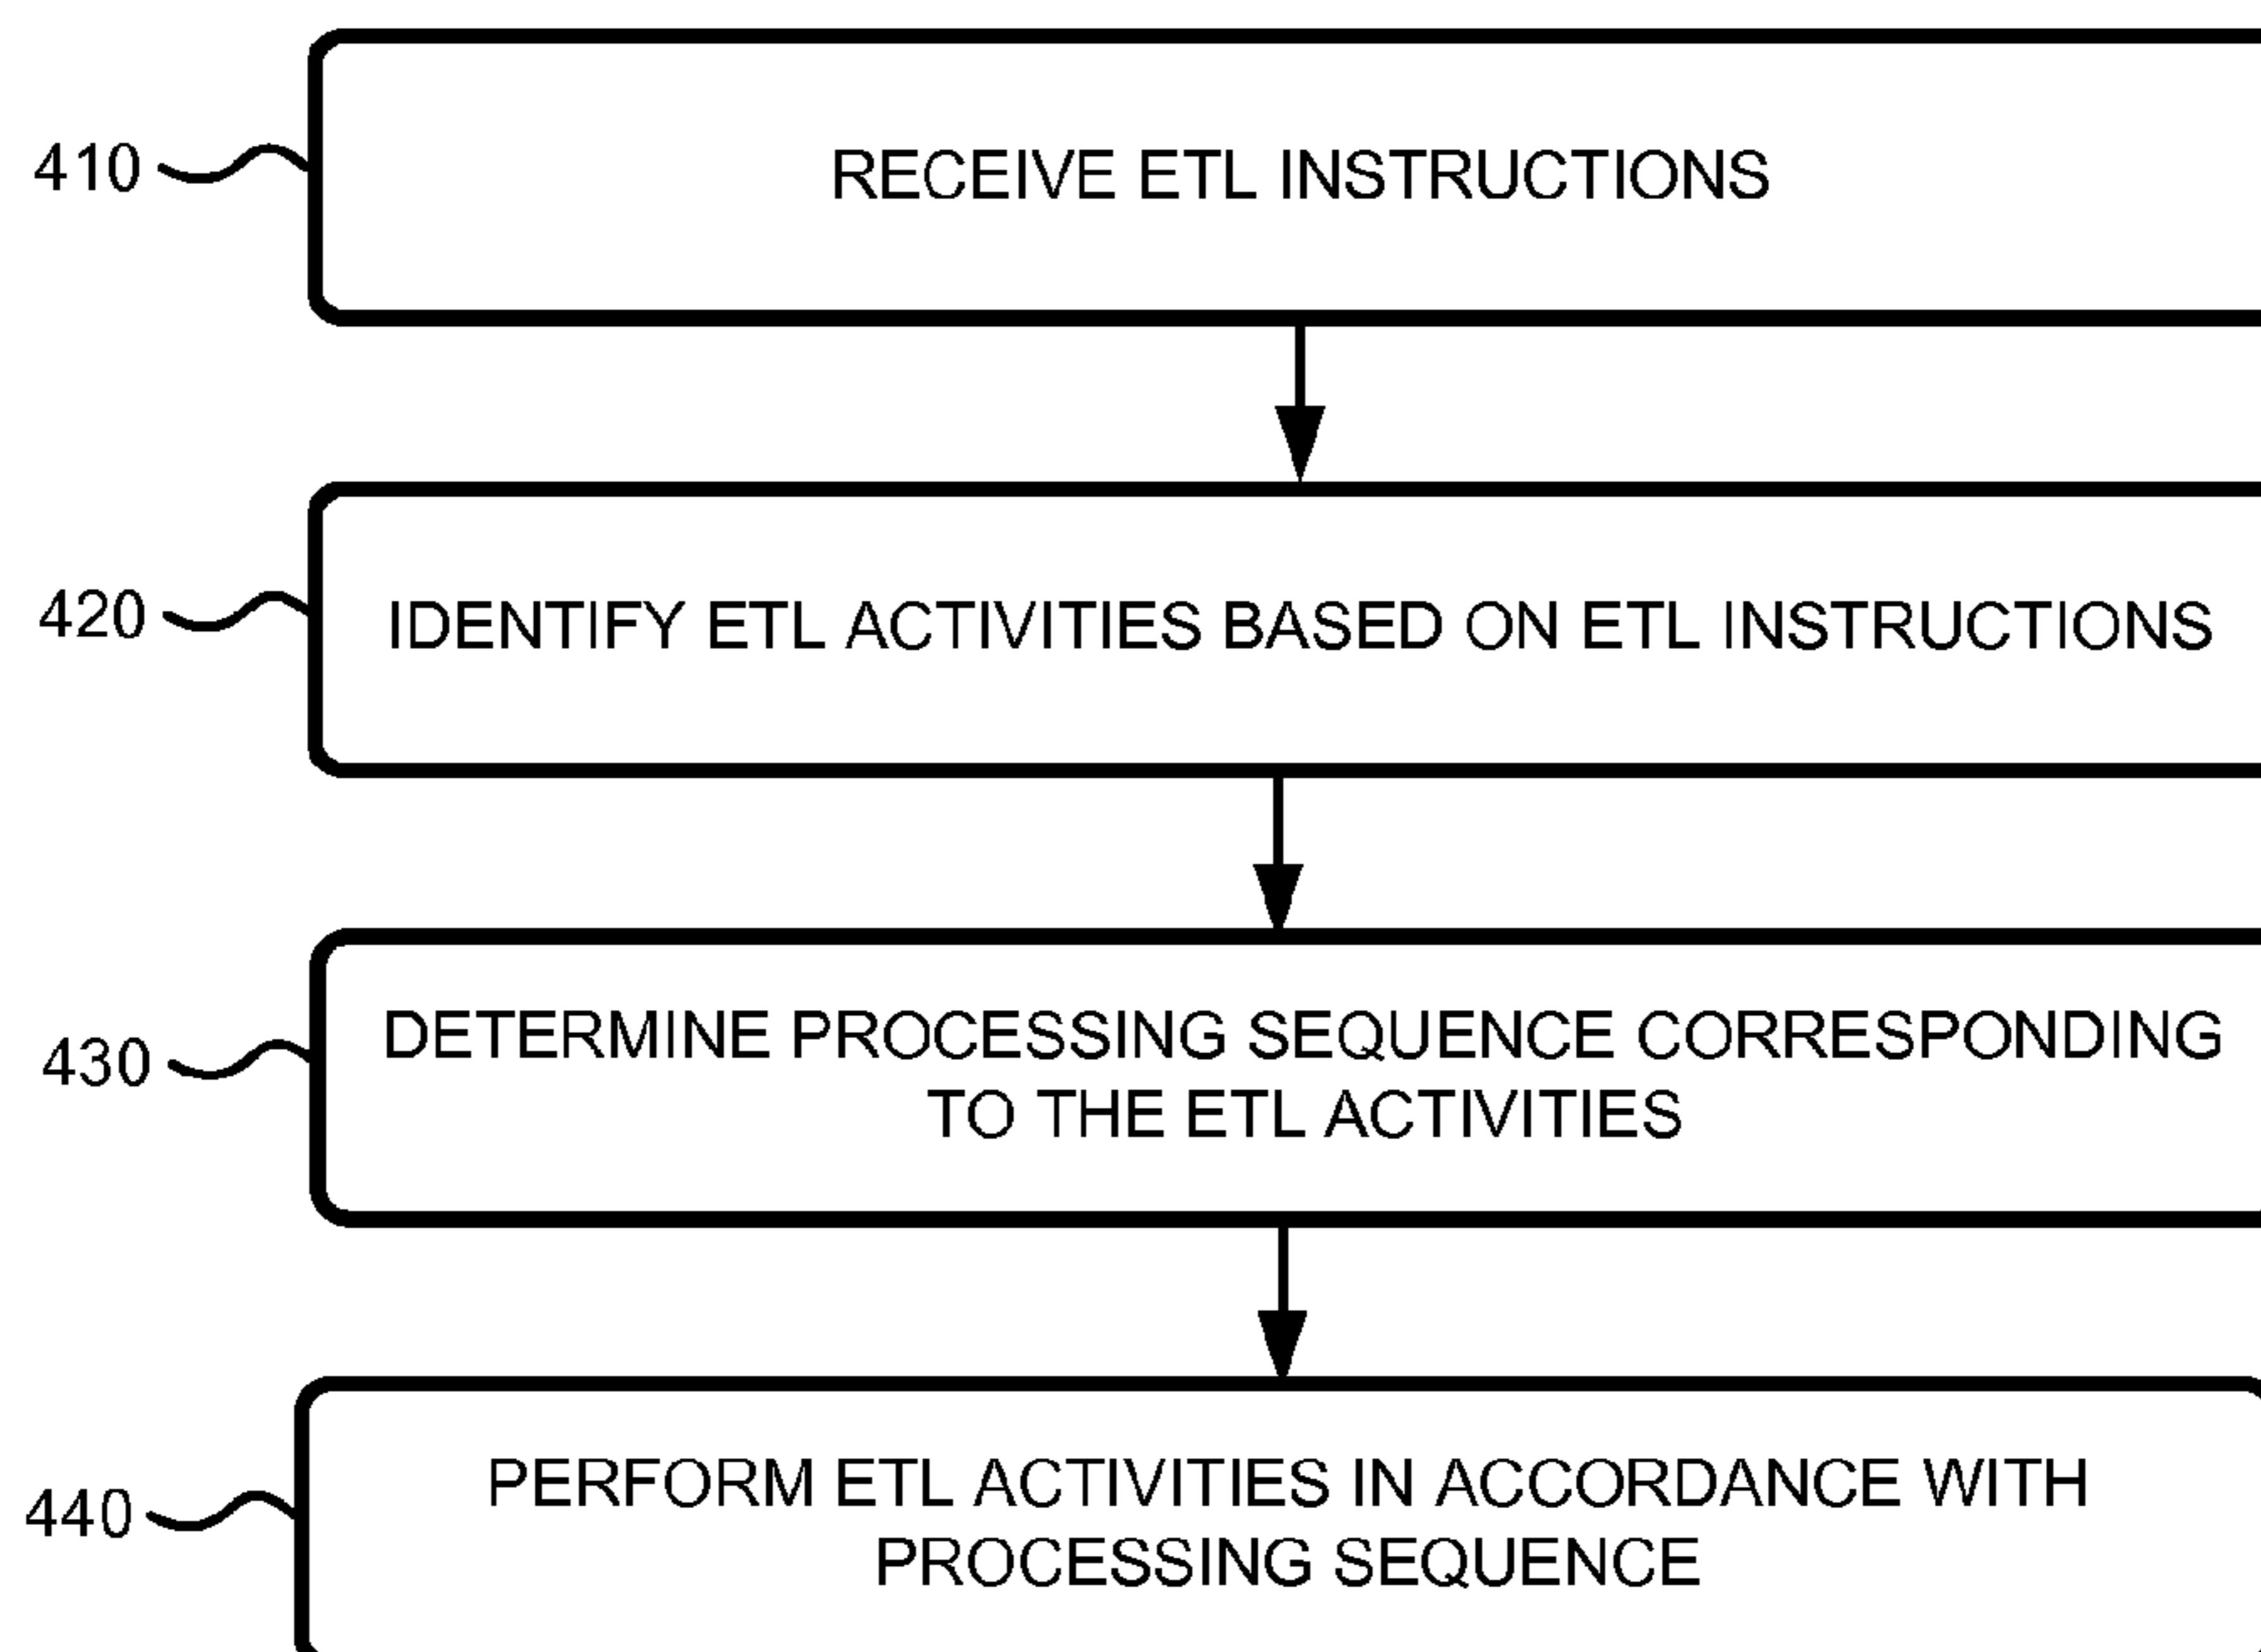 410
RECEIVE ETL INSTRUCTIONS
420
IDENTIFY ETL ACTIVITIES BASED ON ETL INSTRUCTIONS
430
DETERMINE PROCESSING SEQUENCE CORRESPONDING
TO THE ETL ACTIVITIES
440
PERFORM ETL ACTIVITIES IN ACCORDANCE WITH
PROCESSING SEQUENCE